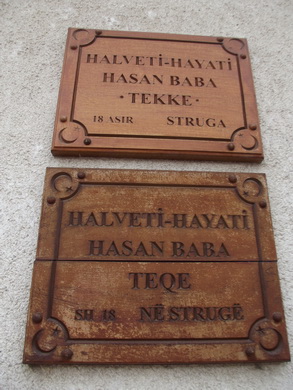 HALVETİ-HAYATİ
HASAN BABA
·TEKKE·
18 ASIR STRUGA
HALVETİ-HAYATİ
HASAN BABA
TEQE
SH 18 NË STRUGË